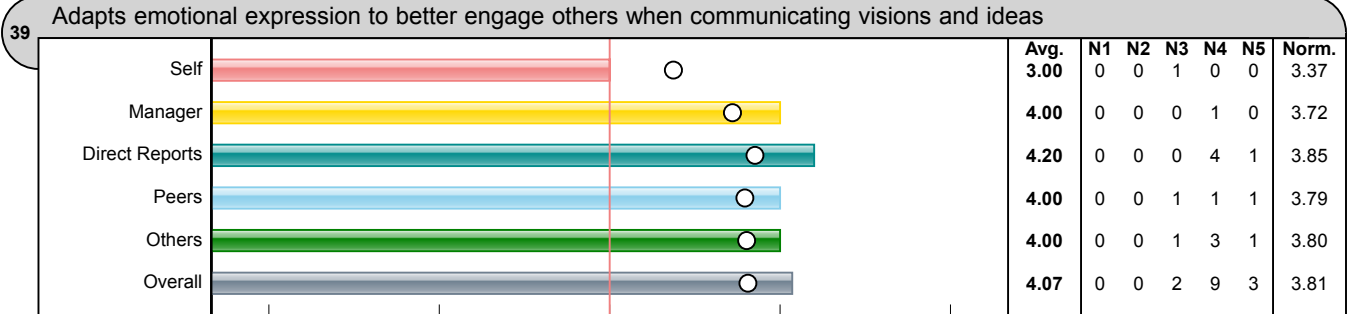 39 Adapts emotional expression to better engage others when communicating visions and ideas
Avg. N1 N2 N3 N4 N5 Norm.
Self 3.00 0 0 1 0 0 3.37
Manager 4.00 0 0 0 1 0 3.72
Direct Reports 4.20 0 0 0 4 1 3.85
Peers 4.00 0 0 1 1 1 3.79
Others 4.00 0 0 1 3 1 3.80
Overall 4.07 0 0 2 9 3 3.81